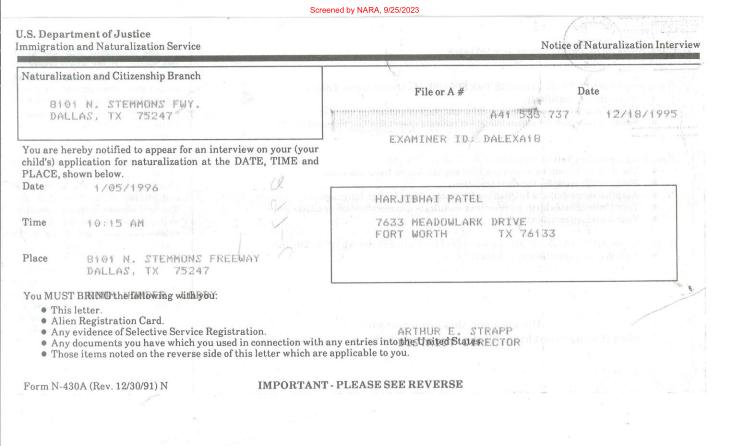 Screened by NARA, 9/25/2023
U.S. Department of Justice
Immigration and Naturalization Service
Notice of Naturalization Interview
Naturalization and Citizenship Branch
8101 N. STEMMONS FWY.
DALLAS, TX 75247
File or A #
Date
A41 538 737
12/18/1995
EXAMINER ID: DALEXA18
You are hereby notified to appear for an interview on your (your
child's) application for naturalization at the DATE, TIME and
PLACE, shown below.
Date 1/05/1996
Time 10:15 AM
Place 8101 N. STEMMONS FREEWAY
DALLAS, TX 75247
HARJIBHAI PATEL
7633 MEADOWLARK DRIVE
FORT WORTH TX 76133
You MUST BRING the following with you:
• This letter.
• Alien Registration Card.
• Any evidence of Selective Service Registration.
• Any documents you have which you used in connection with any entries into the United States.
• Those items noted on the reverse side of this letter which are applicable to you.
ARTHUR E. STRAPP
DISTRICT DIRECTOR
Form N-430A (Rev. 12/30/91) N
IMPORTANT - PLEASE SEE REVERSE